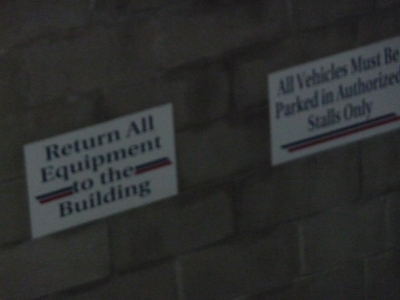 Return All
Equipment
to the
Building
All Vehicles Must Be
Parked in Authorized
Stalls Only